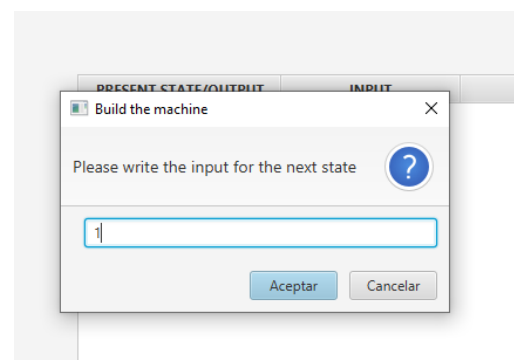 PRESENT STATE/OUTPUT INPUT
Build the machine
Please write the input for the next state
?
1
Aceptar Cancelar